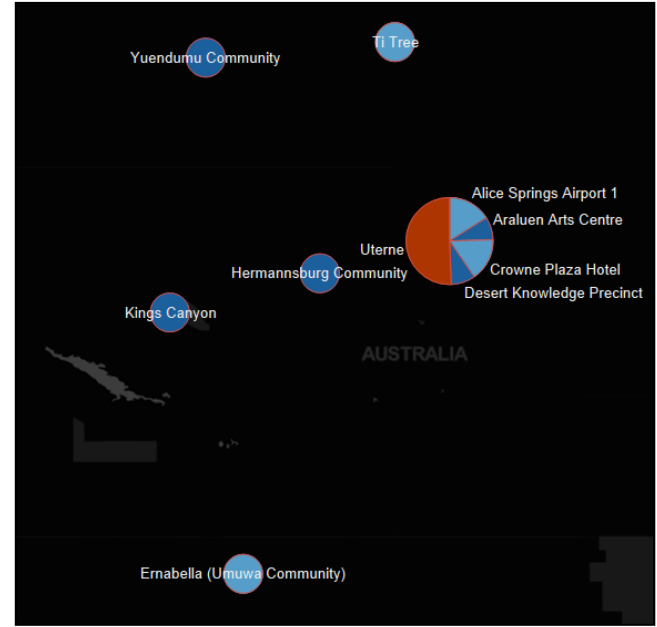 Ti Tree
Yuendumu Community
Alice Springs Airport 1
Araluen Arts Centre
Uterne
Crowne Plaza Hotel
Hermannsburg Community
Desert Knowledge Precinct
Kings Canyon
AUSTRALIA
Ernabella (Umuwa Community)